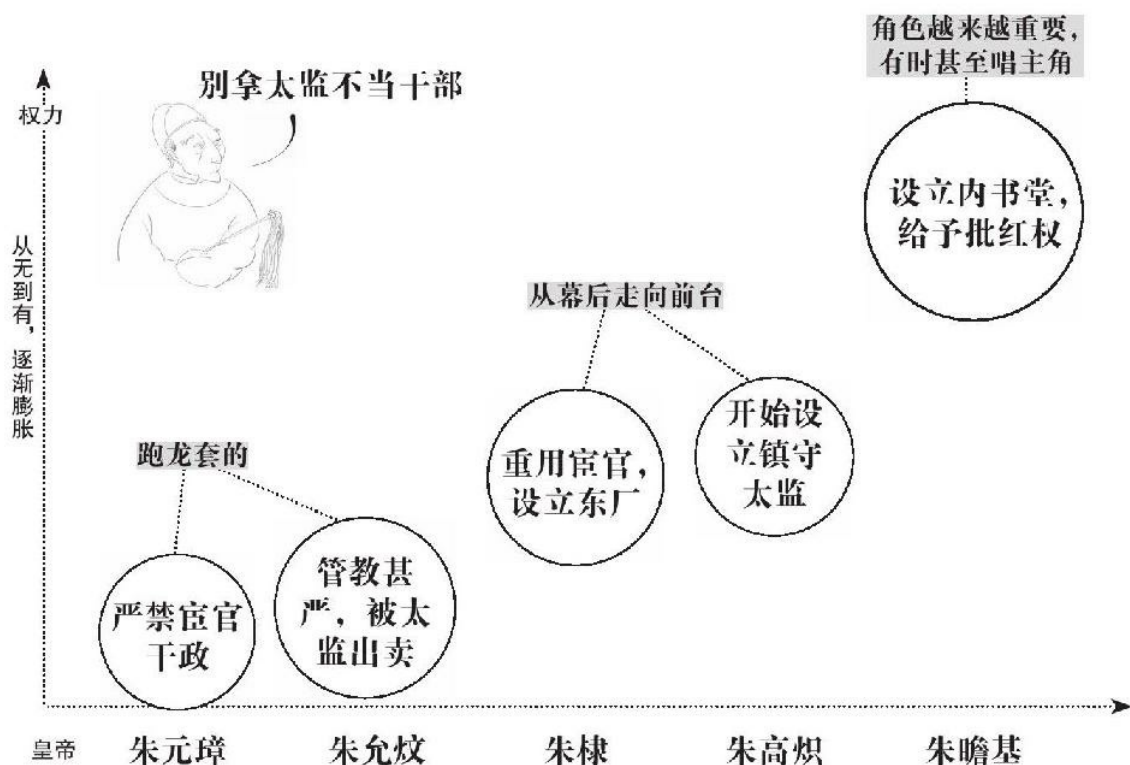 角色越来越重要，
有时甚至唱主角
别拿太监不当干部
权力
设立内书堂，
给予批红权
从无到有，逐渐膨胀
从幕后走向前台
开始设
立镇守
太监
重用宦官，
设立东厂
跑龙套的
管教甚
严，被太
监出卖
严禁宦官
干政
皇帝
朱元璋
朱允炆
朱棣
朱高炽
朱瞻基